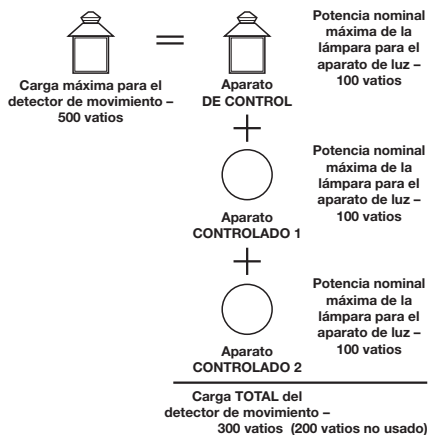 Carga máxima para el
detector de movimiento –
500 vatios
Aparato
DE CONTROL
Potencia nominal
máxima de la
lámpara para el
aparato de luz –
100 vatios
Aparato
CONTROLADO 1
Potencia nominal
máxima de la
lámpara para el
aparato de luz –
100 vatios
Aparato
CONTROLADO 2
Potencia nominal
máxima de la
lámpara para el
aparato de luz –
100 vatios
Carga TOTAL del
detector de movimiento –
300 vatios (200 vatios no usado)